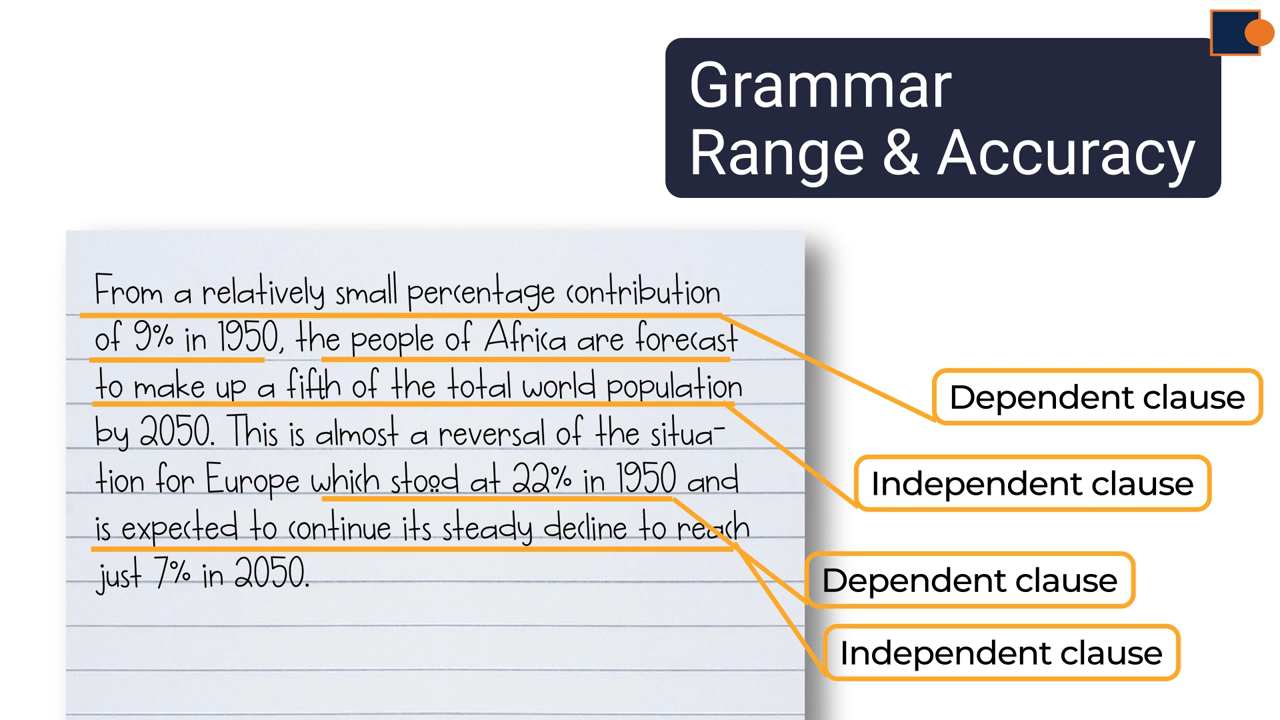 Grammar
Range & Accuracy
From a relatively small percentage contribution
of 9% in 1950, the people of Africa are forecast
to make up a fifth of the total world population
by 2050. This is almost a reversal of the situa-
tion for Europe which stood at 22% in 1950 and
is expected to continue its steady decline to reach
just 7% in 2050.
Dependent clause
Independent clause
Dependent clause
Independent clause